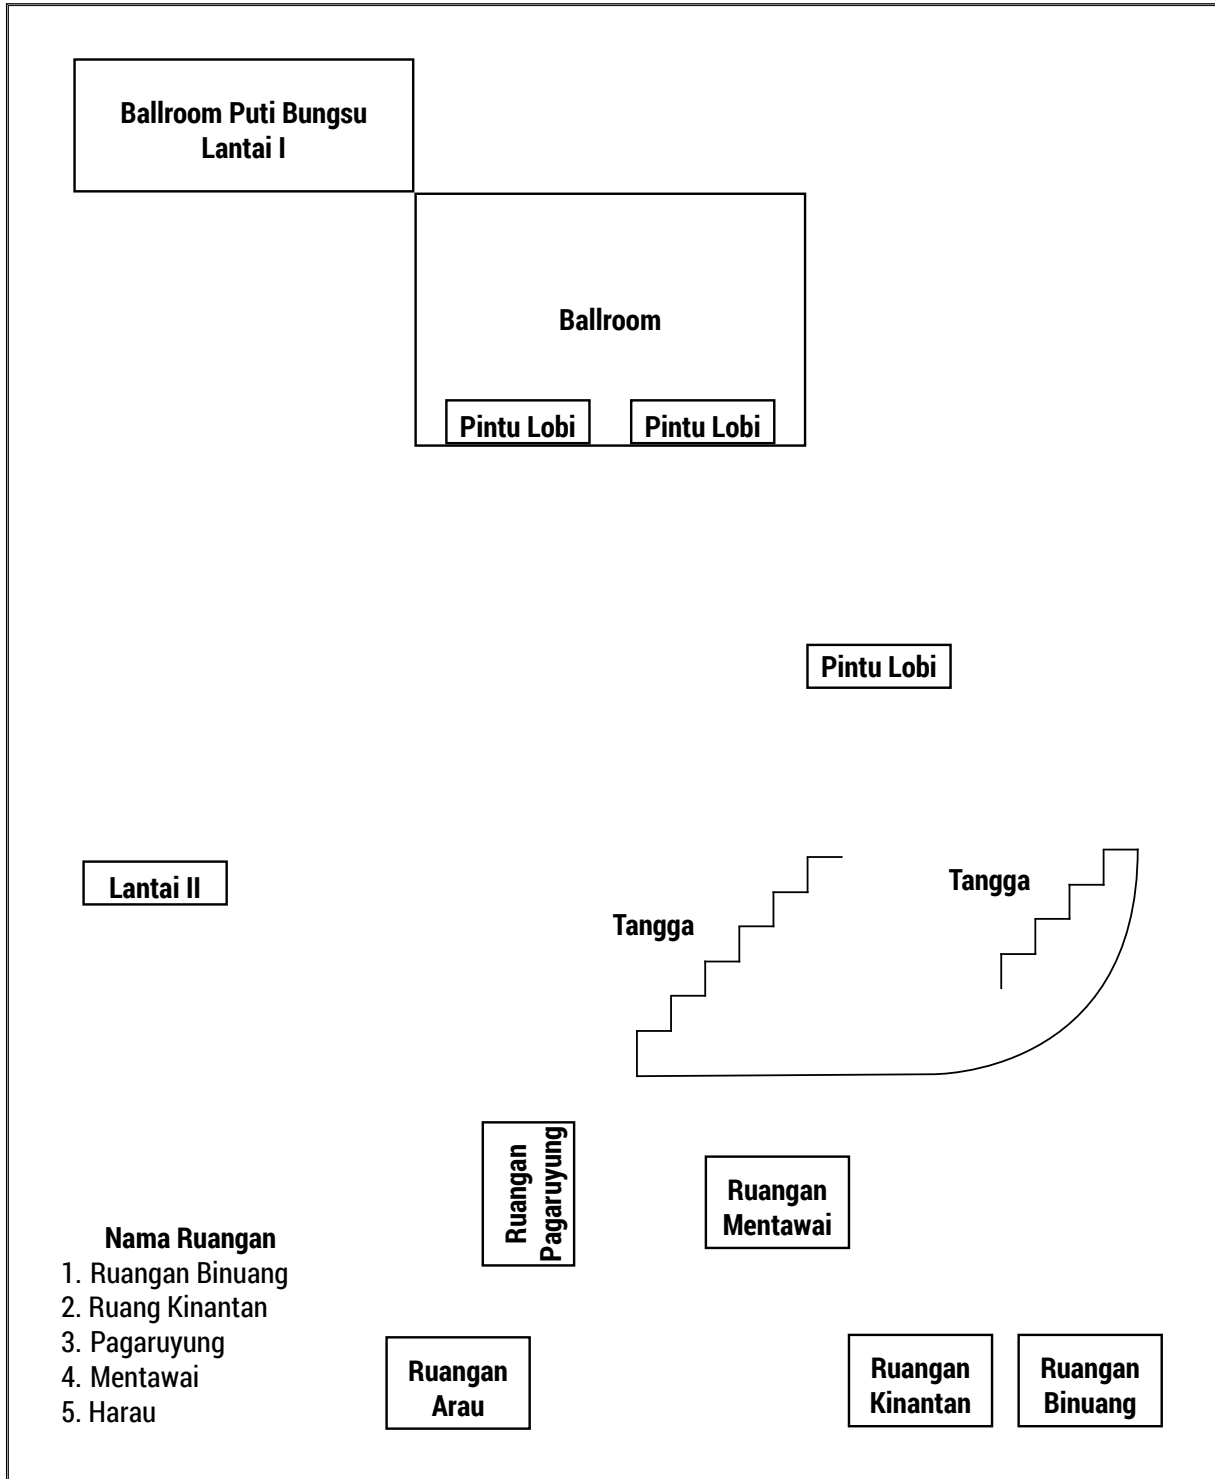 Ballroom Puti Bungsu
Lantai I
Ballroom
Pintu Lobi
Pintu Lobi
Pintu Lobi
Lantai II
Tangga
Tangga
Ruangan
Pagaruyung
Ruangan
Mentawai
Nama Ruangan
1. Ruangan Binuang
2. Ruang Kinantan
3. Pagaruyung
4. Mentawai
5. Harau
Ruangan
Arau
Ruangan
Kinantan
Ruangan
Binuang